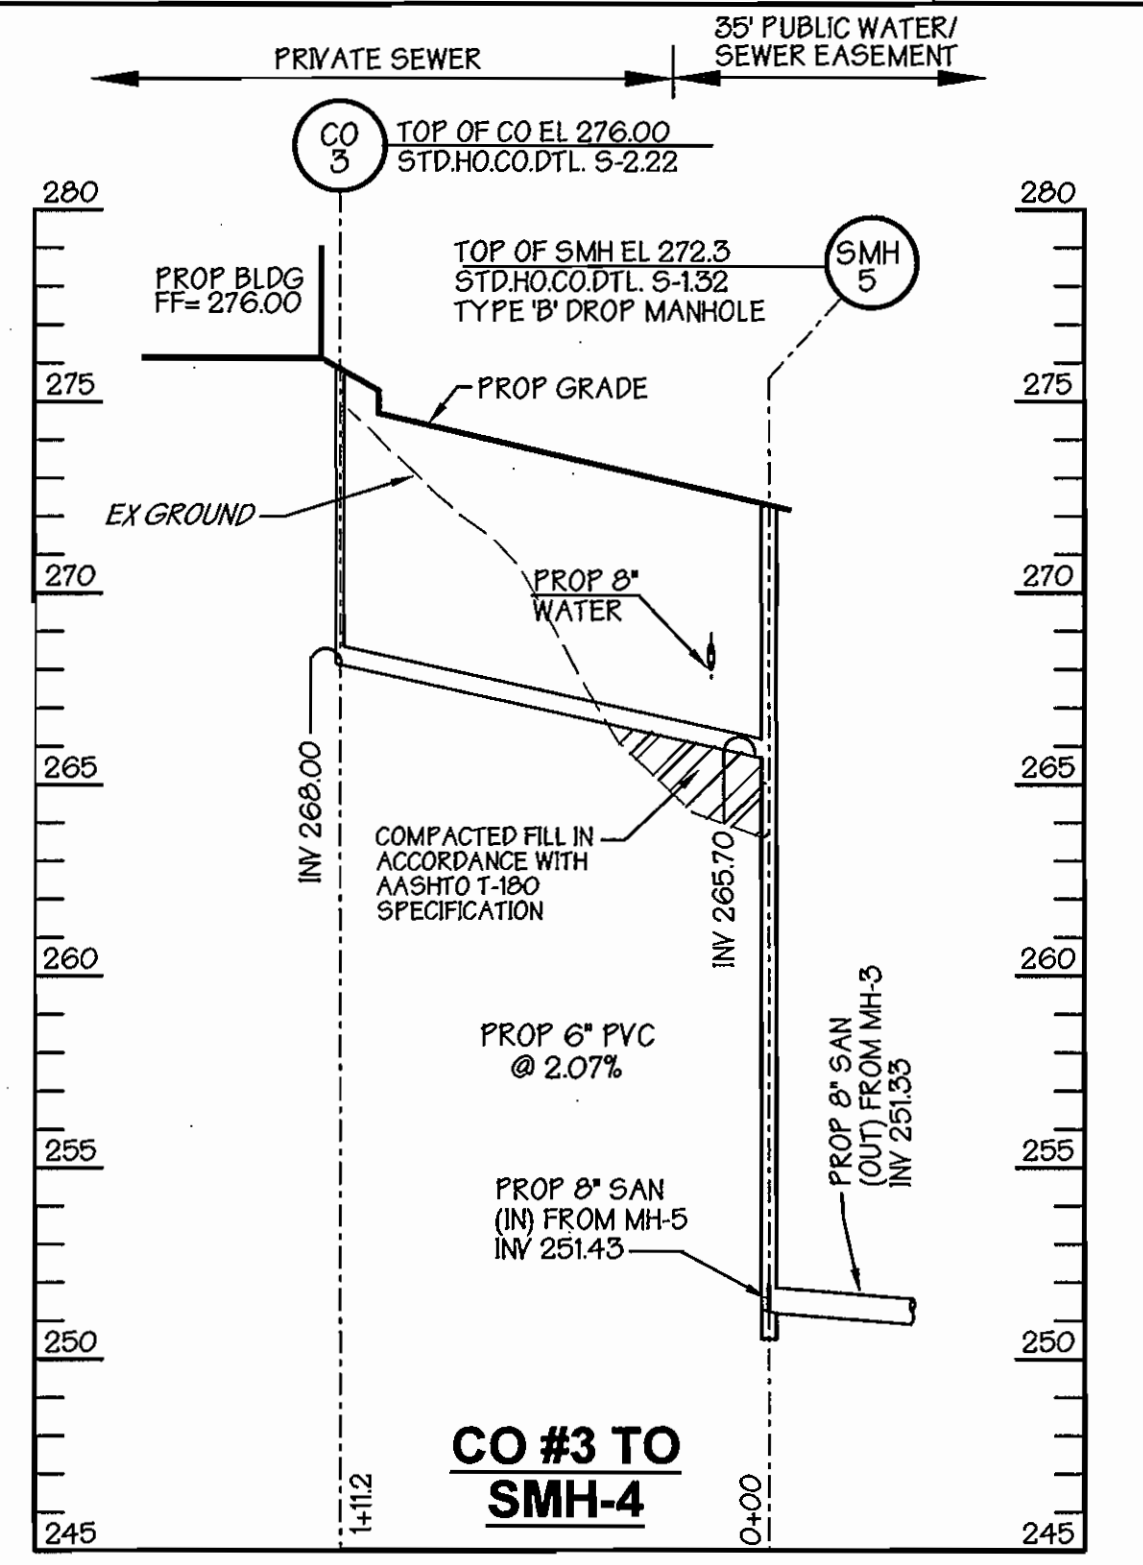 35' PUBLIC WATER/
SEWER EASEMENT
PRIVATE SEWER
CO
3
TOP OF CO EL 276.00
STD.HO.CO.DTL. S-2.22
280
280
TOP OF SMH EL 272.3
STD.HO.CO.DTL. S-1.32
TYPE 'B' DROP MANHOLE
SMH
5
PROP BLDG
FF= 276.00
275
275
PROP GRADE
EX GROUND
270
270
PROP 8"
WATER
265
265
INV 268.00
COMPACTED FILL IN
ACCORDANCE WITH
AASHTO T-180
SPECIFICATION
INV 265.70
260
260
PROP 6" PVC
@ 2.07%
PROP 8" SAN
(OUT) FROM MH-3
INV 251.33
255
255
PROP 8" SAN
(IN) FROM MH-5
INV 251.43
250
250
CO #3 TO
SMH-4
1+11.2
0+00
245
245